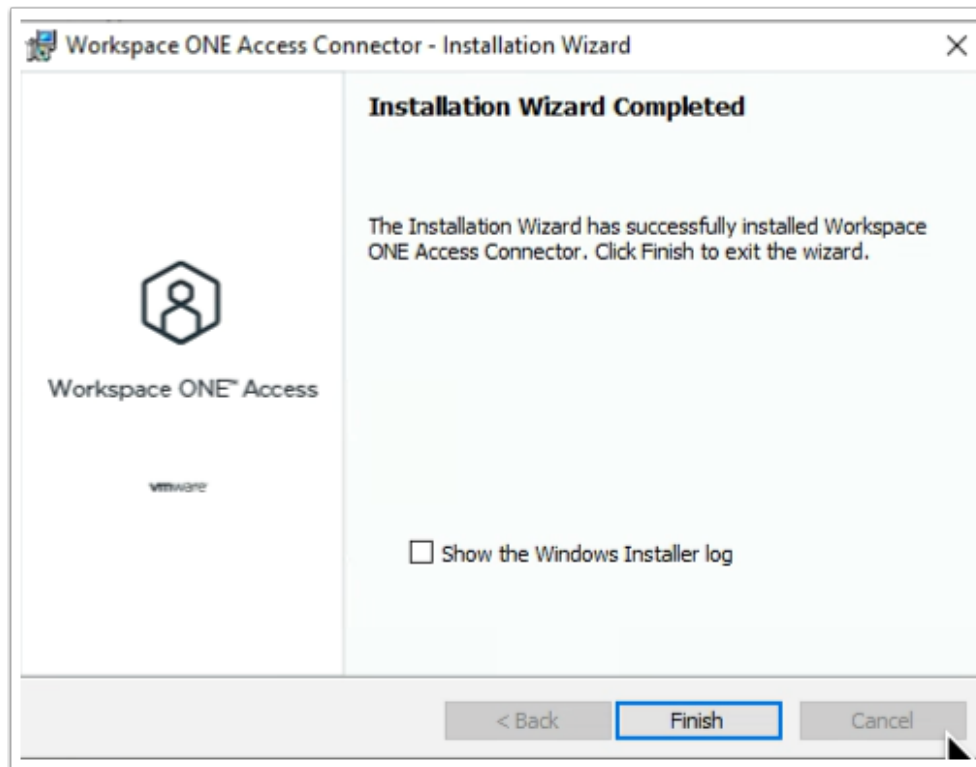 Workspace ONE Access Connector - Installation Wizard
Installation Wizard Completed
The Installation Wizard has successfully installed Workspace
ONE Access Connector. Click Finish to exit the wizard.
Workspace ONE™ Access
vmware
Show the Windows Installer log
< Back
Finish
Cancel